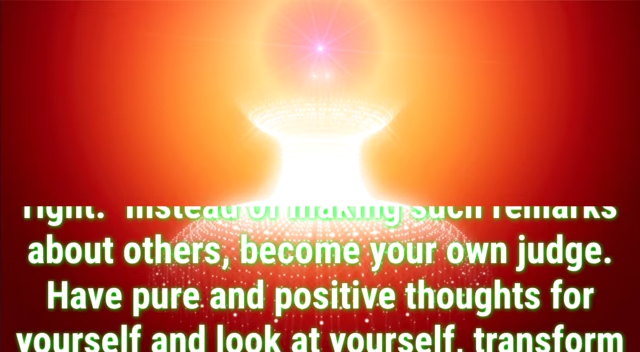 right." Instead of making such remarks
about others, become your own judge.
Have pure and positive thoughts for
yourself and look at yourself, transform